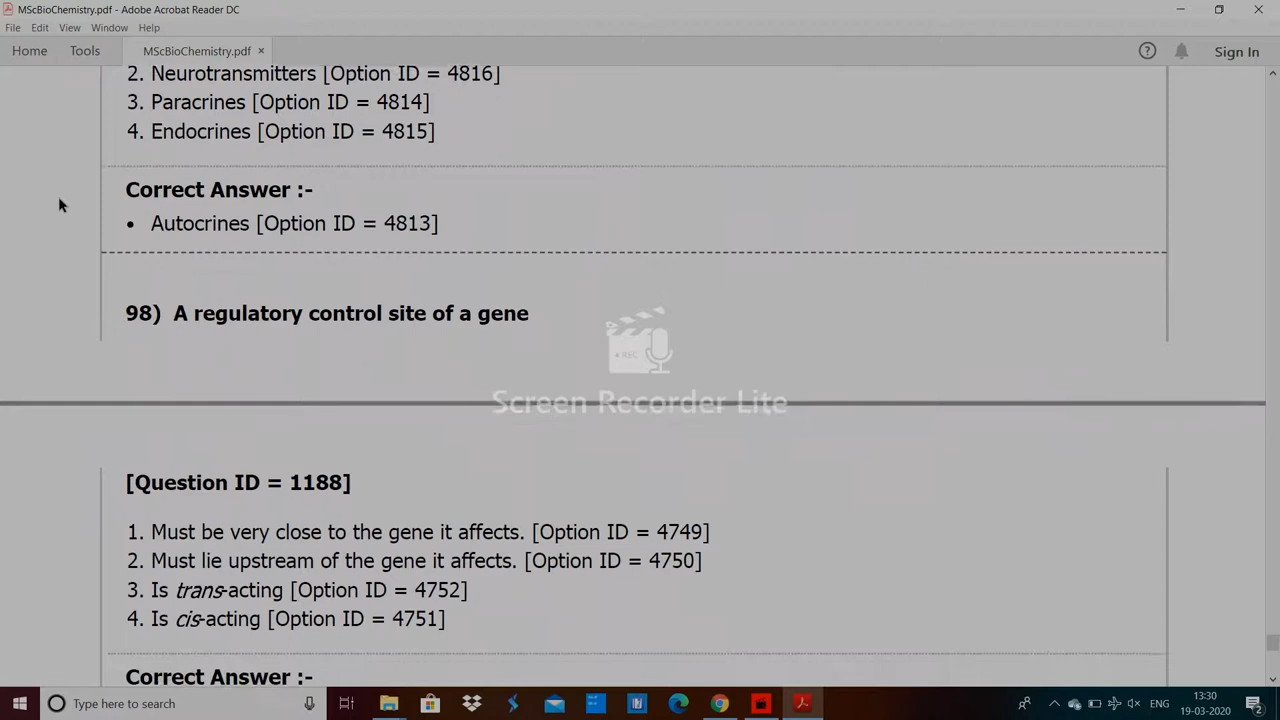 MScBioChemistry.pdf - Adobe Acrobat Reader DC
File Edit View Window Help
Home Tools MScBioChemistry.pdf × Sign In
2. Neurotransmitters [Option ID = 4816]
3. Paracrines [Option ID = 4814]
4. Endocrines [Option ID = 4815]
Correct Answer :-
• Autocrines [Option ID = 4813]
98) A regulatory control site of a gene
REC
Screen Recorder Lite
[Question ID = 1188]
1. Must be very close to the gene it affects. [Option ID = 4749]
2. Must lie upstream of the gene it affects. [Option ID = 4750]
3. Is trans-acting [Option ID = 4752]
4. Is cis-acting [Option ID = 4751]
Correct Answer :-
Type here to search
ENG
13:30
19-03-2020
2